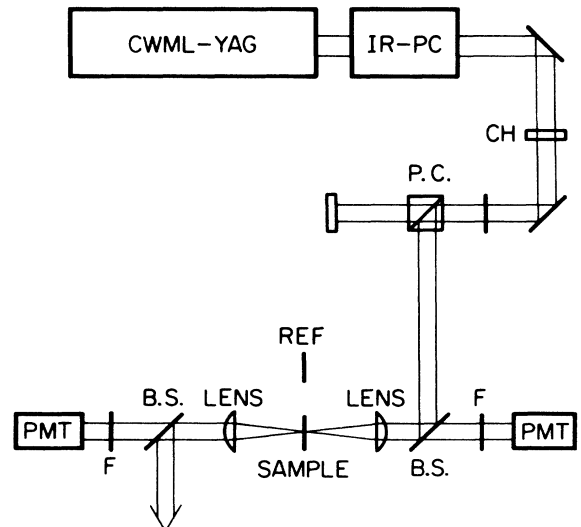 CWML-YAG
IR-PC
CH
P.C.
REF
B.S.
LENS
LENS
F
PMT
PMT
F
SAMPLE
B.S.